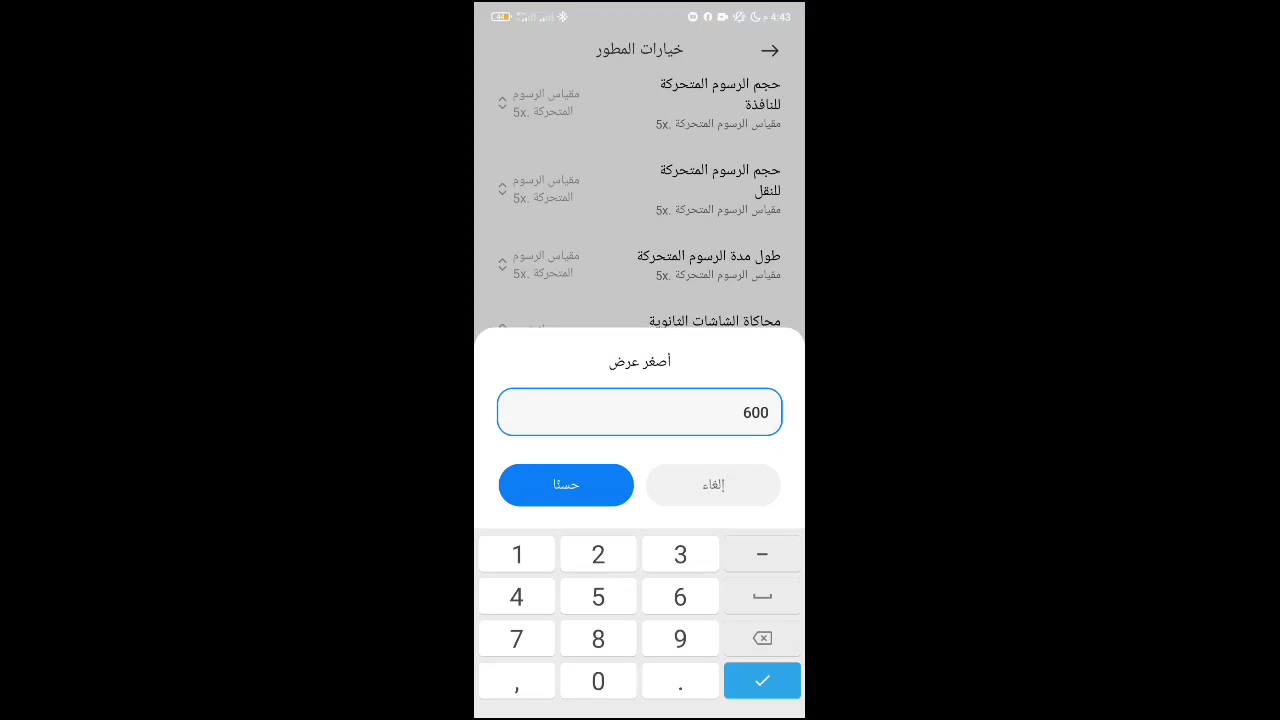 4:43 م
44
خيارات المطور
حجم الرسوم المتحركة
للنافذة
مقياس الرسوم المتحركة .5x
مقياس الرسوم
المتحركة .5x
حجم الرسوم المتحركة
للنقل
مقياس الرسوم المتحركة .5x
مقياس الرسوم
المتحركة .5x
طول مدة الرسوم المتحركة
مقياس الرسوم المتحركة .5x
مقياس الرسوم
المتحركة .5x
محاكاة الشاشات الثانوية
أصغر عرض
600
إلغاء
حسنًا
1 2 3 –
4 5 6
7 8 9
, 0 .